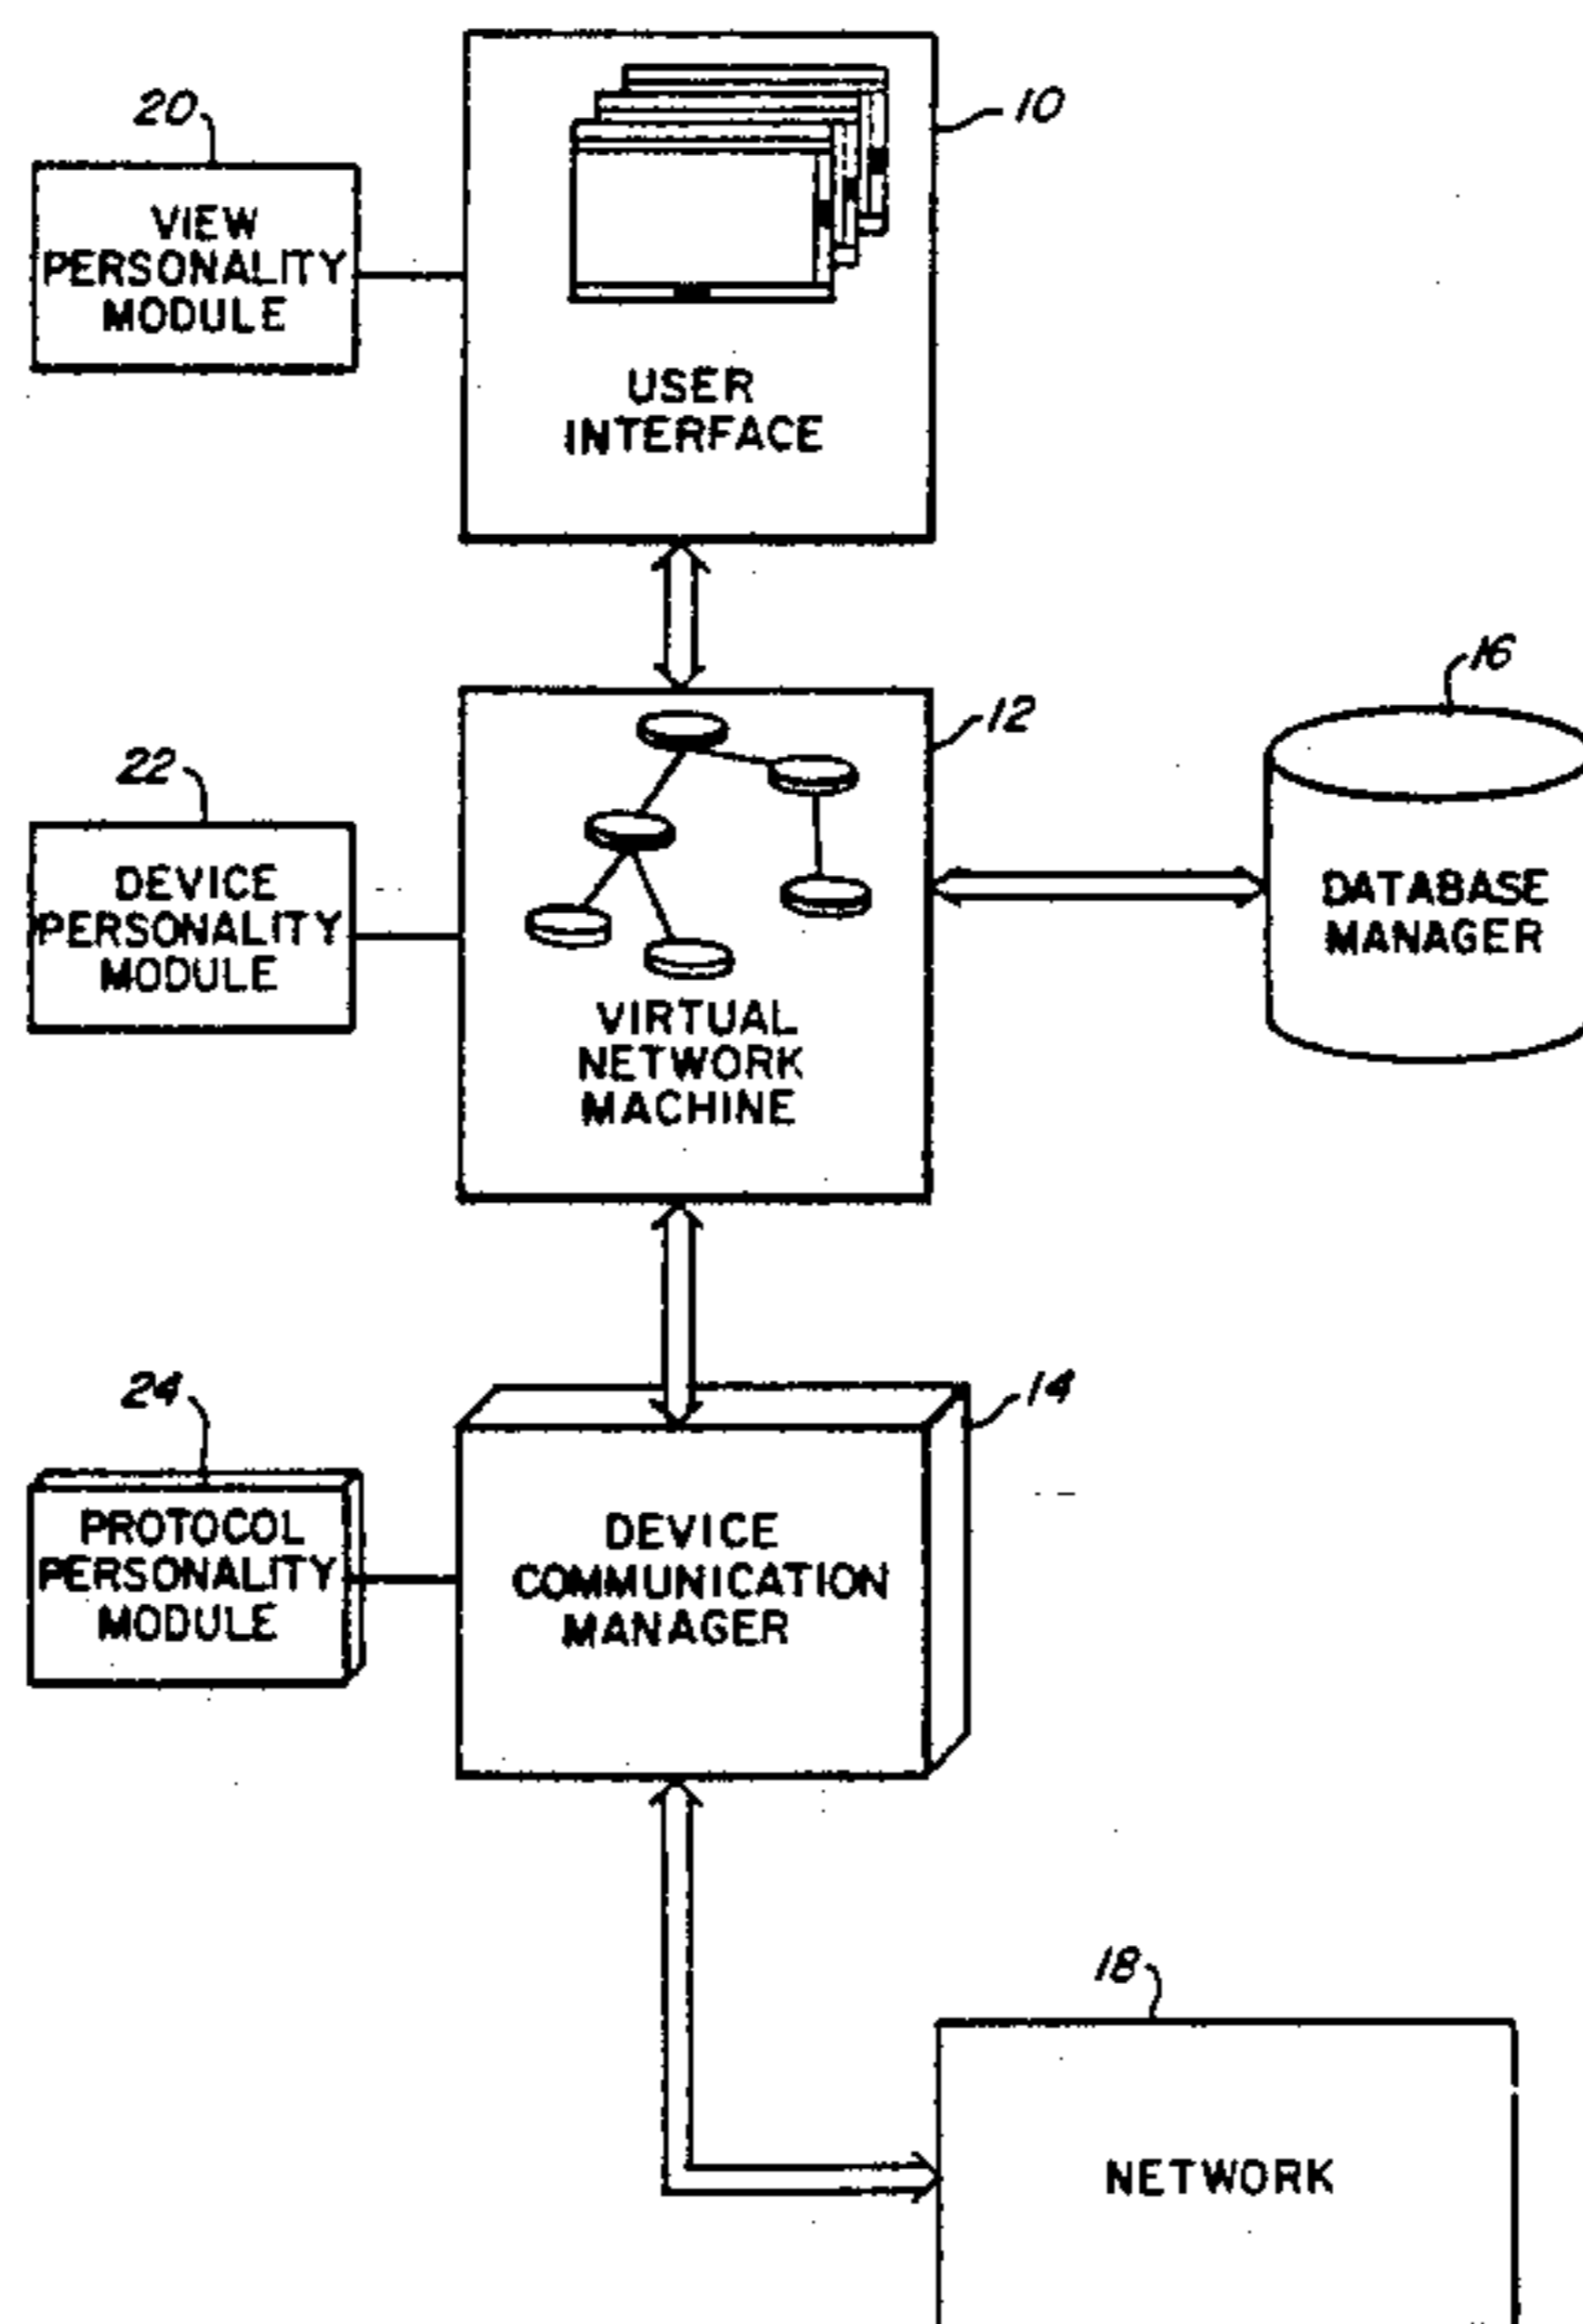 20
10
VIEW
PERSONALITY
MODULE
USER
INTERFACE
16
12
22
DEVICE
PERSONALITY
MODULE
DATABASE
MANAGER
VIRTUAL
NETWORK
MACHINE
24
14
PROTOCOL
PERSONALITY
MODULE
DEVICE
COMMUNICATION
MANAGER
18
NETWORK